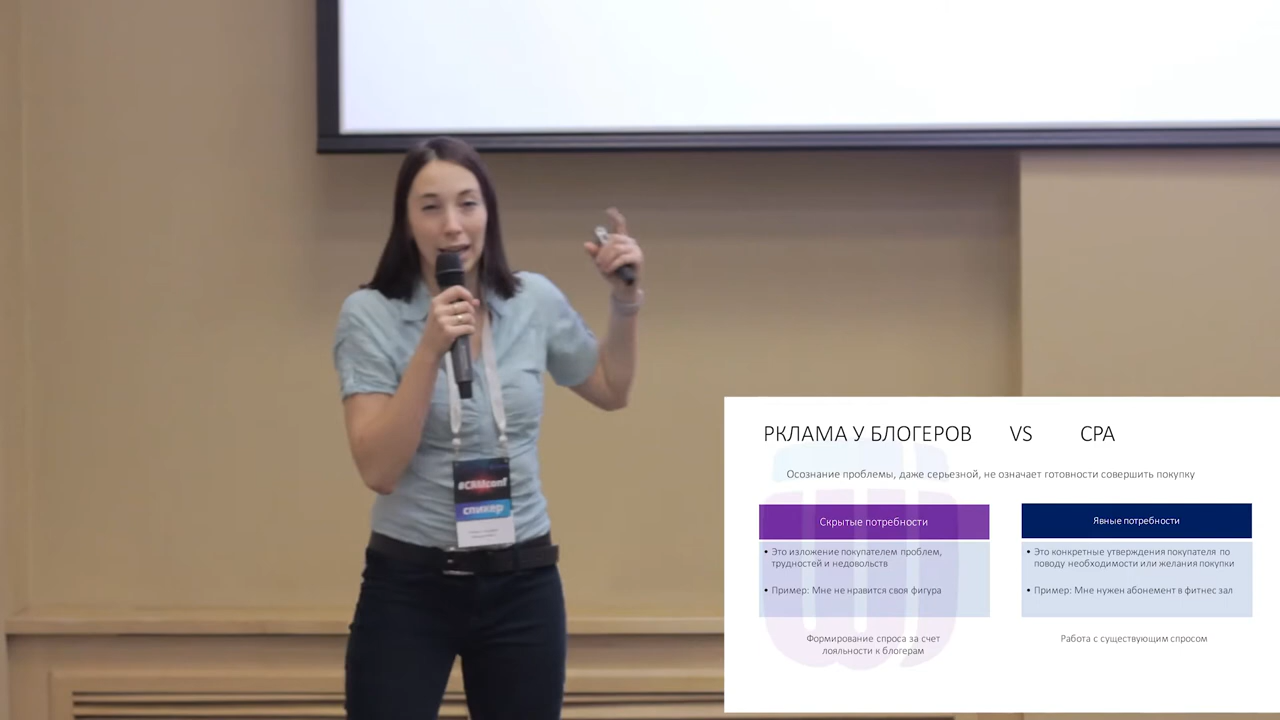 #CBMconf
спикер
РКЛАМА У БЛОГЕРОВ VS CPA
Осознание проблемы, даже серьезной, не означает готовности совершить покупку
Скрытые потребности
• Это изложение покупателем проблем,
трудностей и недовольств
• Пример: Мне не нравится своя фигура
Формирование спроса за счет
лояльности к блогерам
Явные потребности
• Это конкретные утверждения покупателя по
поводу необходимости или желания покупки
• Пример: Мне нужен абонемент в фитнес зал
Работа с существующим спросом